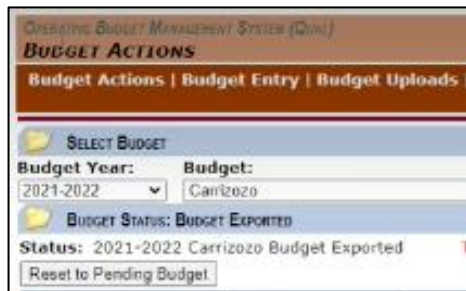 Operating Budget Management System (Qual)
Budget Actions
Budget Actions | Budget Entry | Budget Uploads
Select Budget
Budget Year: Budget:
2021-2022 Carrizozo
Budget Status: Budget Exported
Status: 2021-2022 Carrizozo Budget Exported
Reset to Pending Budget